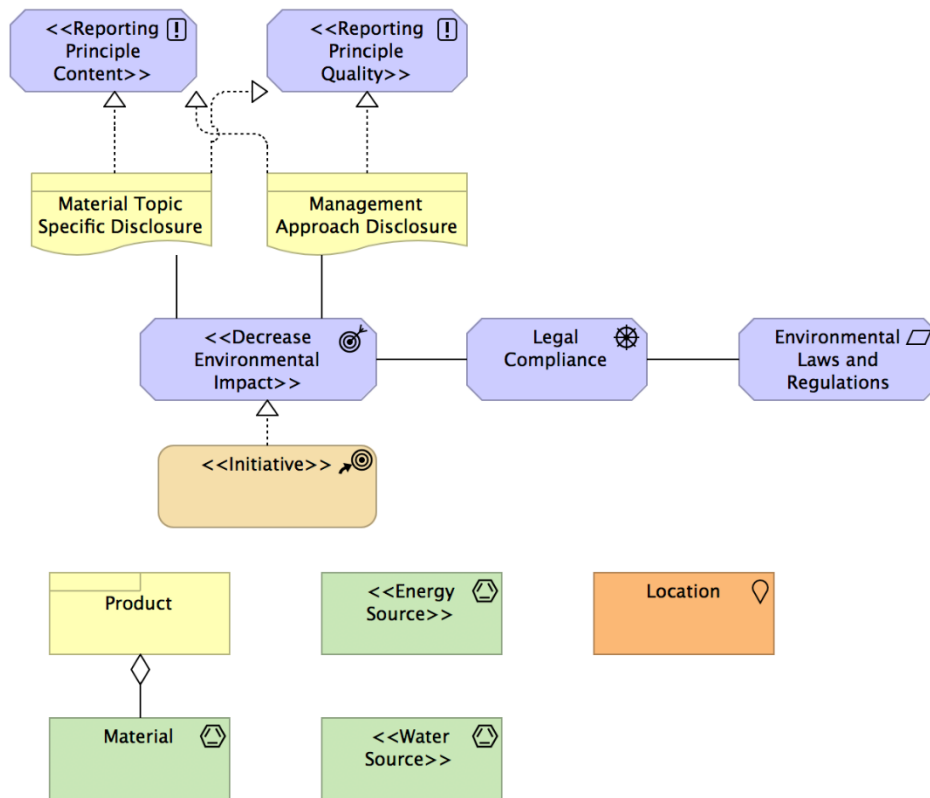 <<Reporting
Principle
Content>>
<<Reporting
Principle
Quality>>
Material Topic
Specific Disclosure
Management
Approach Disclosure
<<Decrease
Environmental
Impact>>
Legal
Compliance
Environmental
Laws and
Regulations
<<Initiative>>
Product
<<Energy
Source>>
Location
Material
<<Water
Source>>